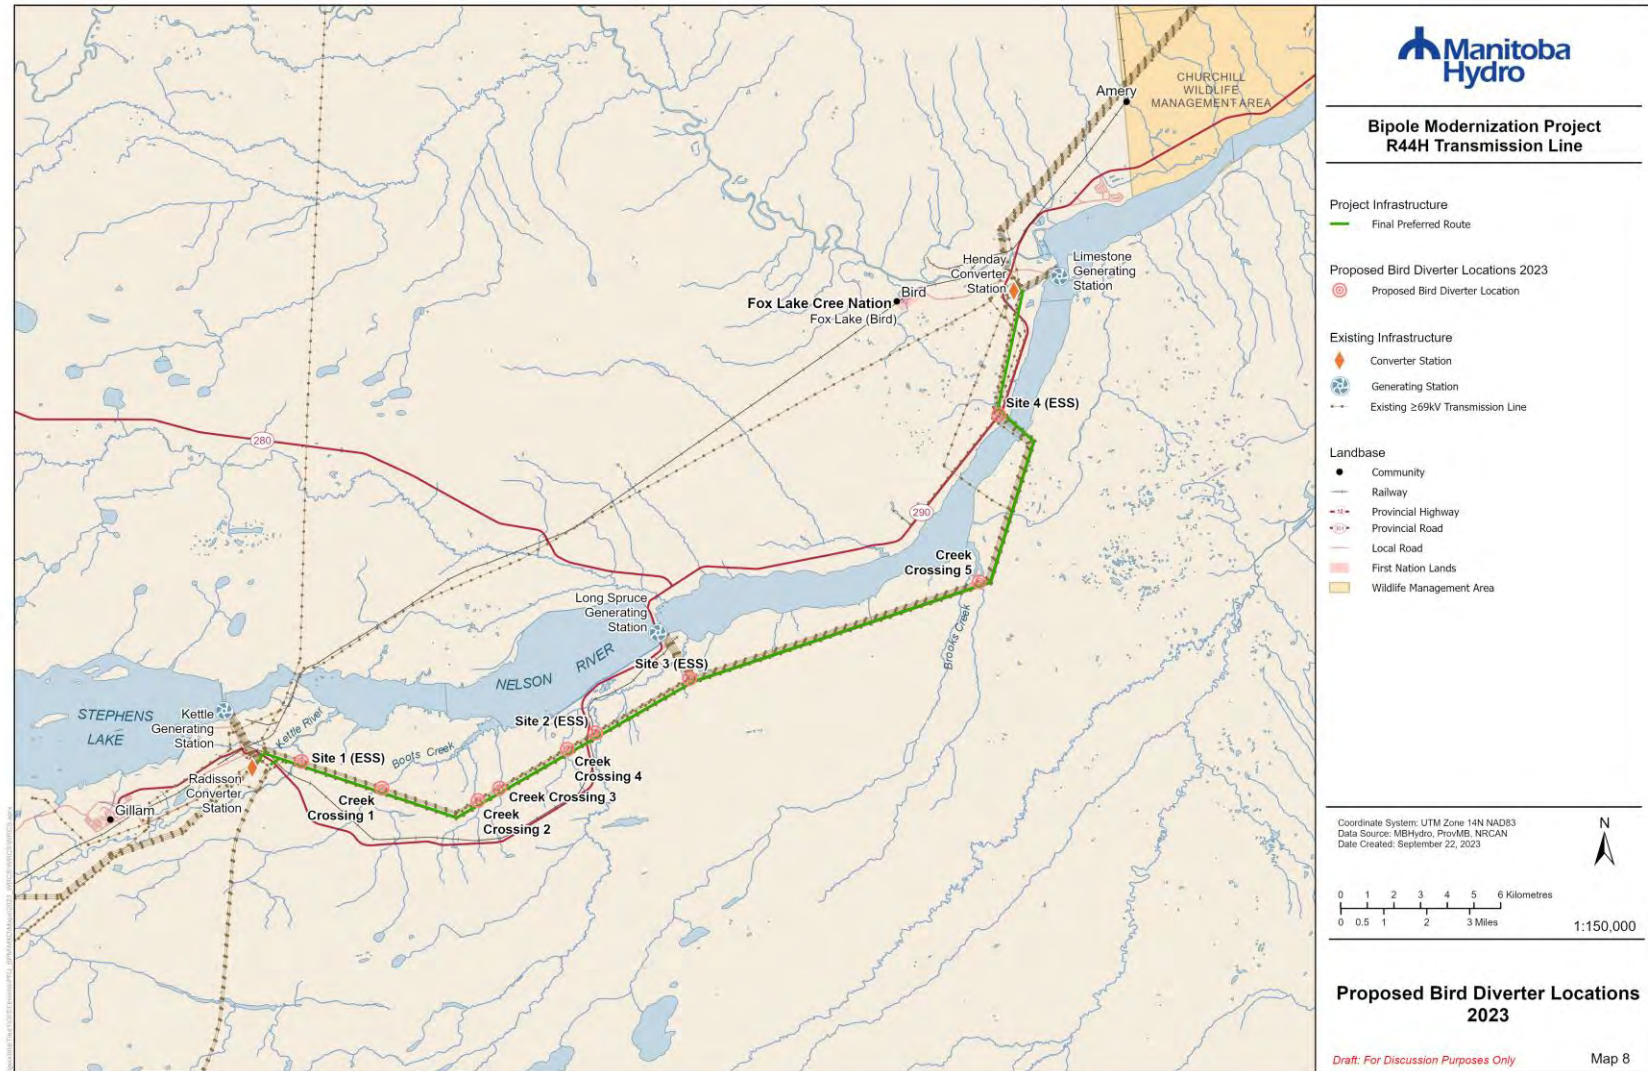 CHURCHILL
WILDLIFE
MANAGEMENT AREA
Amery
Henday
Converter
Station
Limestone
Generating
Station
Bird
Fox Lake Cree Nation
Fox Lake (Bird)
Site 4 (ESS)
280
290
Creek
Crossing 5
Long Spruce
Generating
Station
Brooks Creek
NELSON RIVER
Site 3 (ESS)
STEPHENS
LAKE
Kettle
Generating
Station
Kettle River
Site 2 (ESS)
Site 1 (ESS)
Boots Creek
Creek
Crossing 4
Radisson
Converter
Station
Creek
Crossing 1
Creek Crossing 3
Creek
Crossing 2
Gillam
Manitoba
Hydro
Bipole Modernization Project
R44H Transmission Line
Project Infrastructure
Final Preferred Route
Proposed Bird Diverter Locations 2023
Proposed Bird Diverter Location
Existing Infrastructure
Converter Station
Generating Station
Existing ≥69kV Transmission Line
Landbase
Community
Railway
Provincial Highway
Provincial Road
Local Road
First Nation Lands
Wildlife Management Area
Coordinate System: UTM Zone 14N NAD83
Data Source: MBHydro, ProvMB, NRCAN
Date Created: September 22, 2023
N
0 1 2 3 4 5 6 Kilometres
0 0.5 1 2 3 Miles
1:150,000
Proposed Bird Diverter Locations
2023
Draft: For Discussion Purposes Only
Map 8